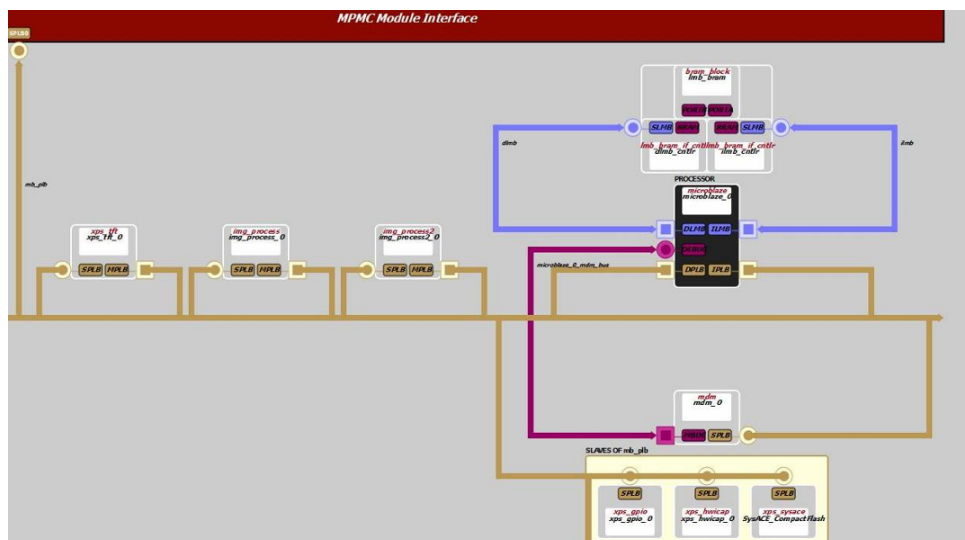 MPMC Module Interface
SPLB0
mb_plb
bram_block
lmb_bram
PORTB PORTA
SLMB BRAM
BRAM SLMB
lmb_bram_if_cntlr
dlmb_cntlr
lmb_bram_if_cntlr
ilmb_cntlr
dlmb
ilmb
PROCESSOR
microblaze
microblaze_0
DLMB ILMB
DEBUG
DPLB IPLB
microblaze_0_mdm_bus
xps_tft
xps_tft_0
SPLB MPLB
img_process
img_process_0
SPLB MPLB
img_process2
img_process2_0
SPLB MPLB
mdm
mdm_0
SPLB
SLAVES OF mb_plb
SPLB
xps_gpio
xps_gpio_0
SPLB
xps_hwicap
xps_hwicap_0
SPLB
xps_sysace
SysACE_CompactFlash